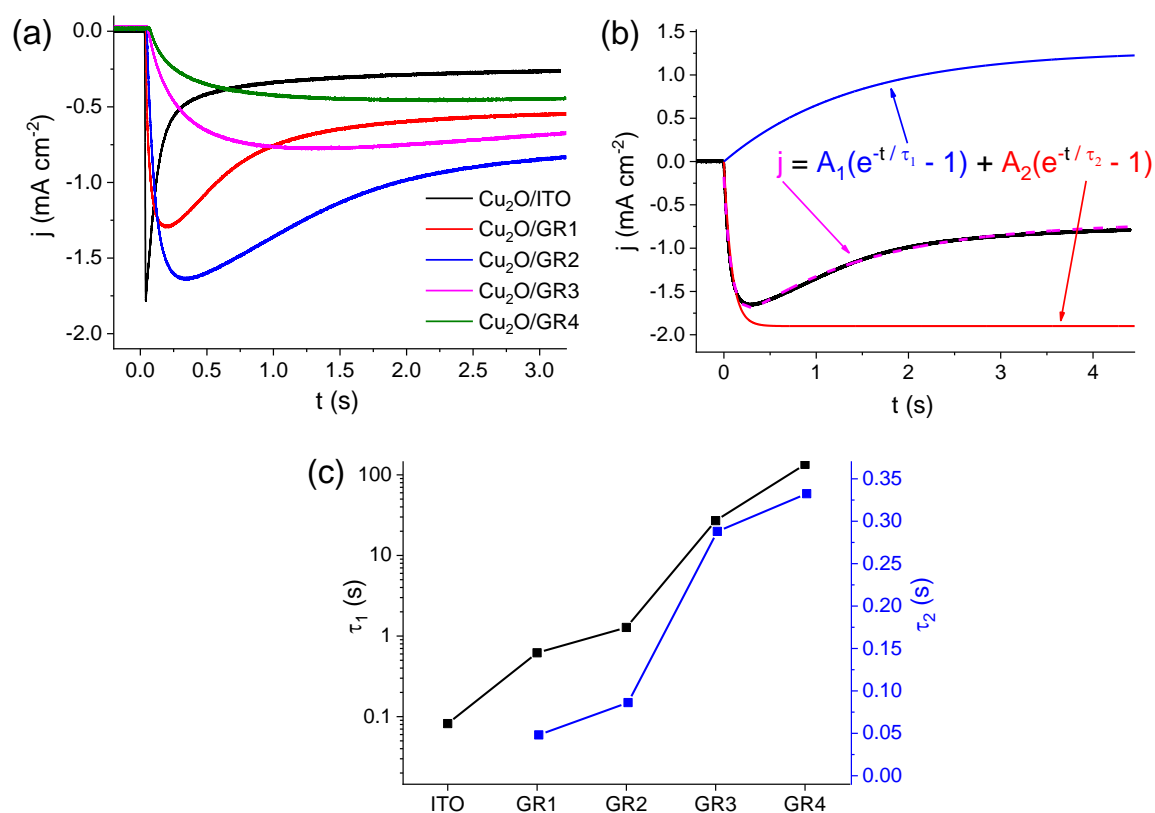 (a)
0.0
-0.5
-1.0
-1.5
-2.0
j (mA cm⁻²)
Cu₂O/ITO
Cu₂O/GR1
Cu₂O/GR2
Cu₂O/GR3
Cu₂O/GR4
0.0 0.5 1.0 1.5 2.0 2.5 3.0
t (s)
(b)
1.5
1.0
0.5
0.0
-0.5
-1.0
-1.5
-2.0
j (mA cm⁻²)
j = A₁(e^{-t / τ₁} - 1) + A₂(e^{-t / τ₂} - 1)
0 1 2 3 4
t (s)
(c)
100
10
1
0.1
τ₁ (s)
0.35
0.30
0.25
0.20
0.15
0.10
0.05
0.00
τ₂ (s)
ITO GR1 GR2 GR3 GR4